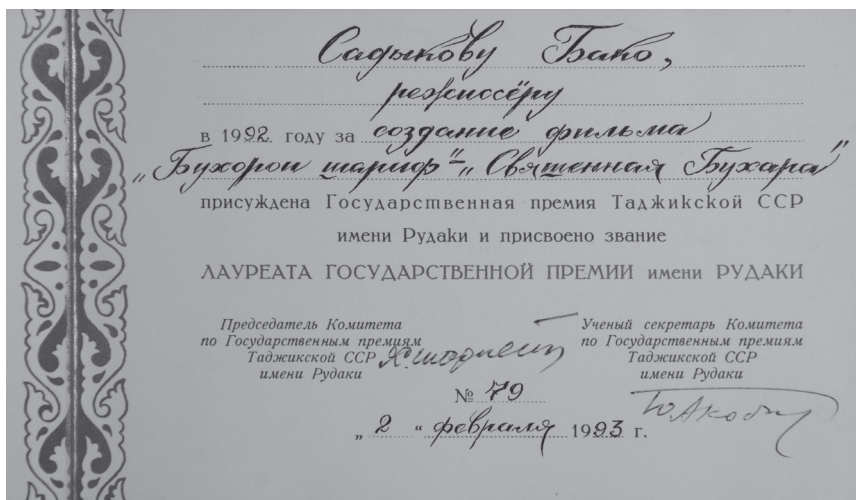 Садыкову Бако,
режиссёру
в 1992 году за создание фильма
„Бухорои шариф"-„Священная Бухара"
присуждена Государственная премия Таджикской ССР
имени Рудаки и присвоено звание
ЛАУРЕАТА ГОСУДАРСТВЕННОЙ ПРЕМИИ имени РУДАКИ
Председатель Комитета
по Государственным премиям
Таджикской ССР
имени Рудаки
Ученый секретарь Комитета
по Государственным премиям
Таджикской ССР
имени Рудаки
№ 79
„ 2 “ февраля 1993 г.